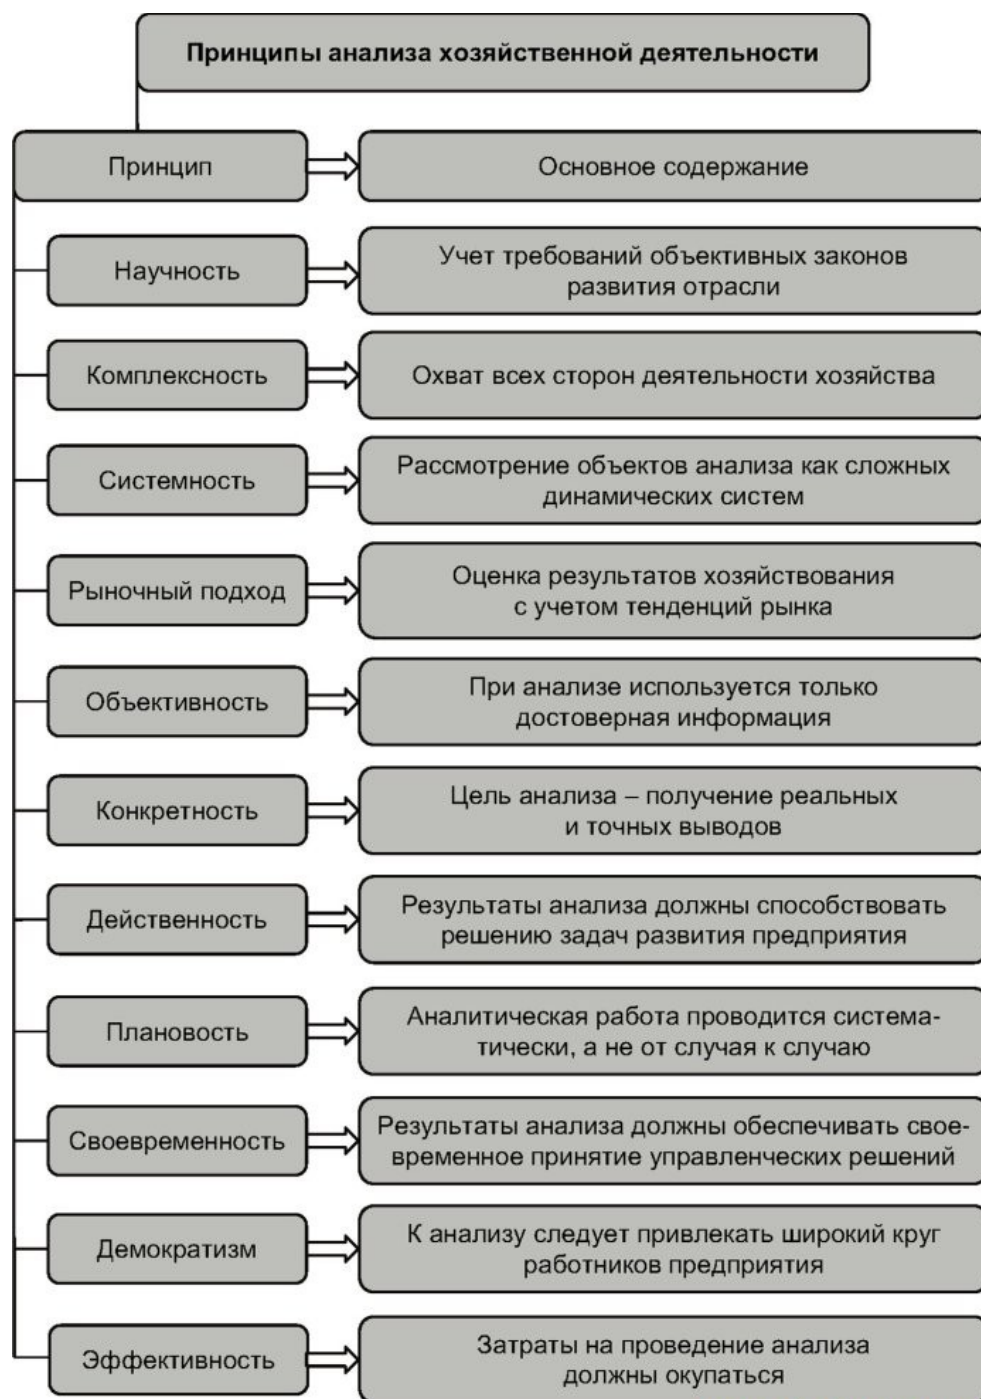 Принципы анализа хозяйственной деятельности
Принцип
Основное содержание
Научность
Учет требований объективных законов
развития отрасли
Комплексность
Охват всех сторон деятельности хозяйства
Системность
Рассмотрение объектов анализа как сложных
динамических систем
Рыночный подход
Оценка результатов хозяйствования
с учетом тенденций рынка
Объективность
При анализе используется только
достоверная информация
Конкретность
Цель анализа – получение реальных
и точных выводов
Действенность
Результаты анализа должны способствовать
решению задач развития предприятия
Плановость
Аналитическая работа проводится система-
тически, а не от случая к случаю
Своевременность
Результаты анализа должны обеспечивать свое-
временное принятие управленческих решений
Демократизм
К анализу следует привлекать широкий круг
работников предприятия
Эффективность
Затраты на проведение анализа
должны окупаться